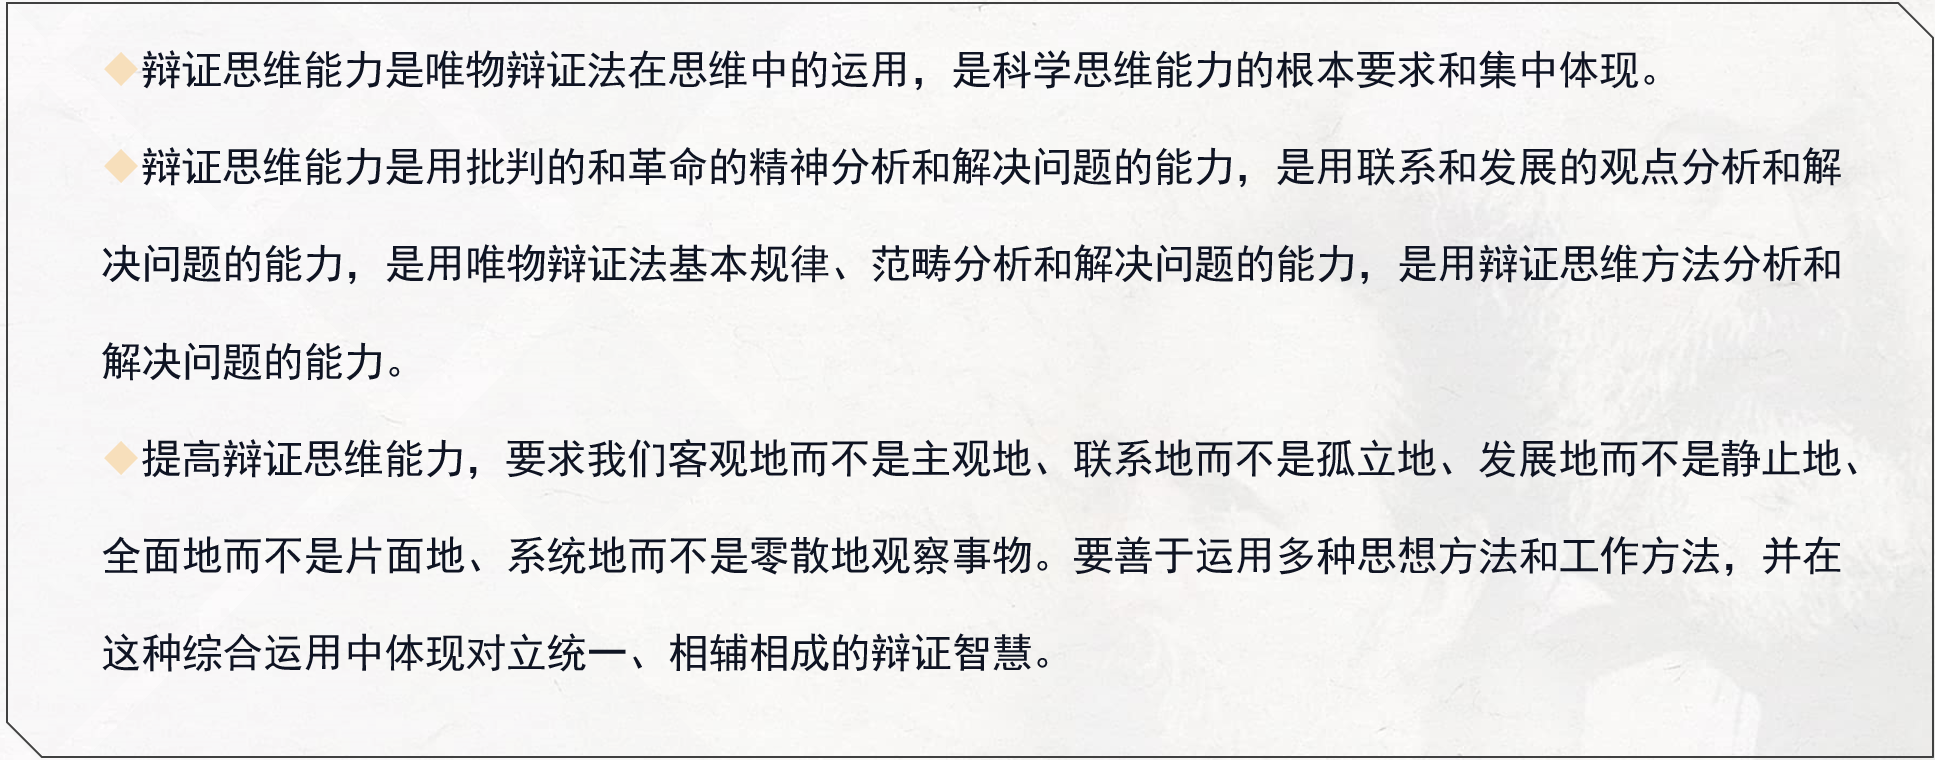 ◆辩证思维能力是唯物辩证法在思维中的运用，是科学思维能力的根本要求和集中体现。
◆辩证思维能力是用批判的和革命的精神分析和解决问题的能力，是用联系和发展的观点分析和解
决问题的能力，是用唯物辩证法基本规律、范畴分析和解决问题的能力，是用辩证思维方法分析和
解决问题的能力。
◆提高辩证思维能力，要求我们客观地而不是主观地、联系地而不是孤立地、发展地而不是静止地、
全面地而不是片面地、系统地而不是零散地观察事物。要善于运用多种思想方法和工作方法，并在
这种综合运用中体现对立统一、相辅相成的辩证智慧。